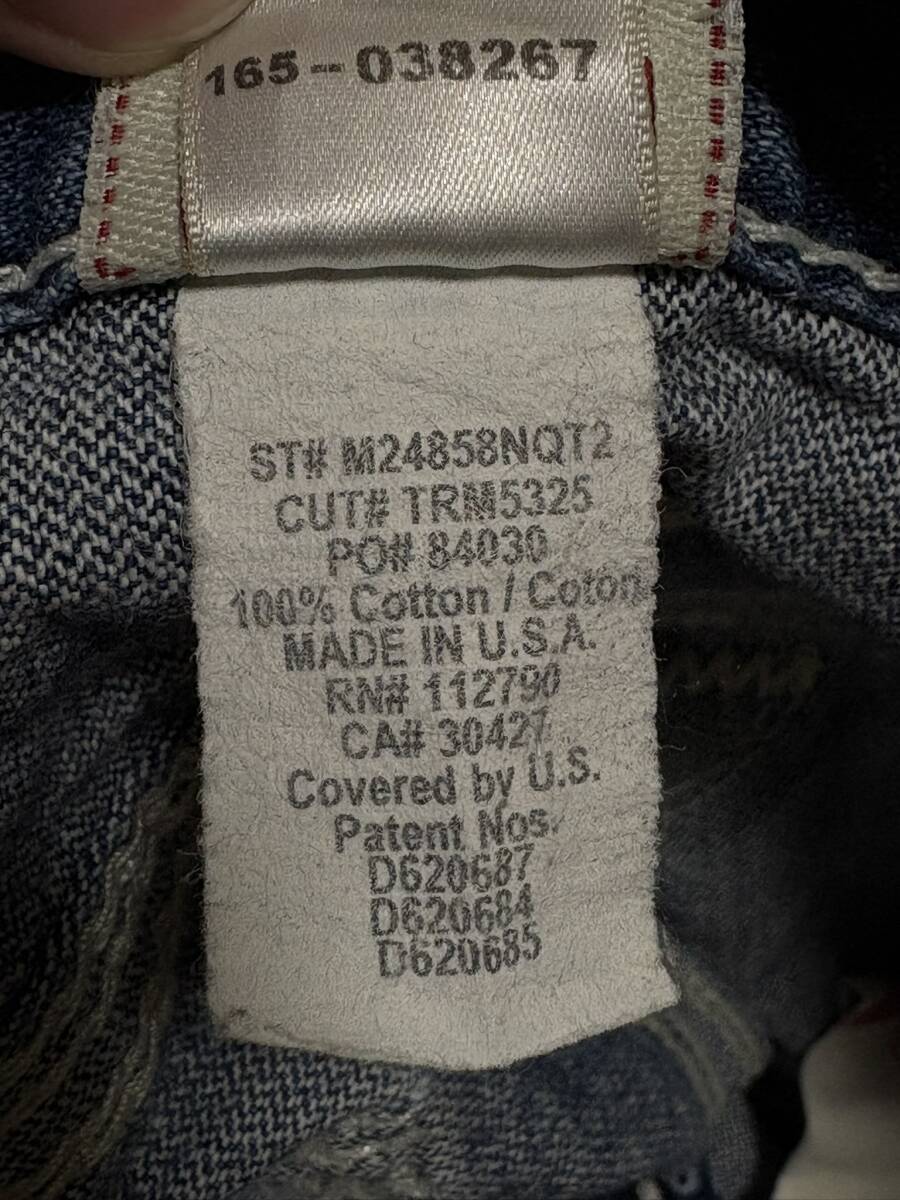 165-038267
ST# M24858NQT2
CUT# TRM5325
PO# 84030
100% Cotton / Coton
MADE IN U.S.A.
RN# 112790
CA# 30427
Covered by U.S.
Patent Nos.
D620687
D620684
D620685